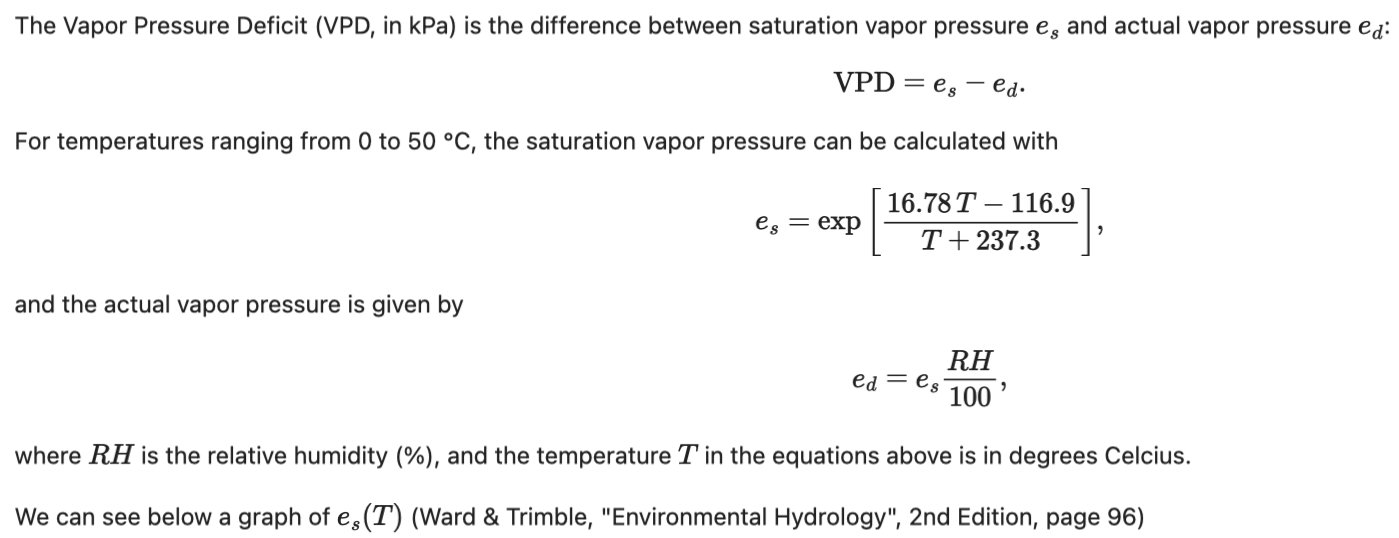 The Vapor Pressure Deficit (VPD, in kPa) is the difference between saturation vapor pressure $e_s$ and actual vapor pressure $e_d$:
$$\mathrm{VPD} = e_s - e_d.$$
For temperatures ranging from 0 to 50 °C, the saturation vapor pressure can be calculated with
$$e_s = \exp\left[\frac{16.78\,T - 116.9}{T + 237.3}\right],$$
and the actual vapor pressure is given by
$$e_d = e_s \frac{RH}{100},$$
where $RH$ is the relative humidity (%), and the temperature $T$ in the equations above is in degrees Celcius.
We can see below a graph of $e_s(T)$ (Ward & Trimble, "Environmental Hydrology", 2nd Edition, page 96)